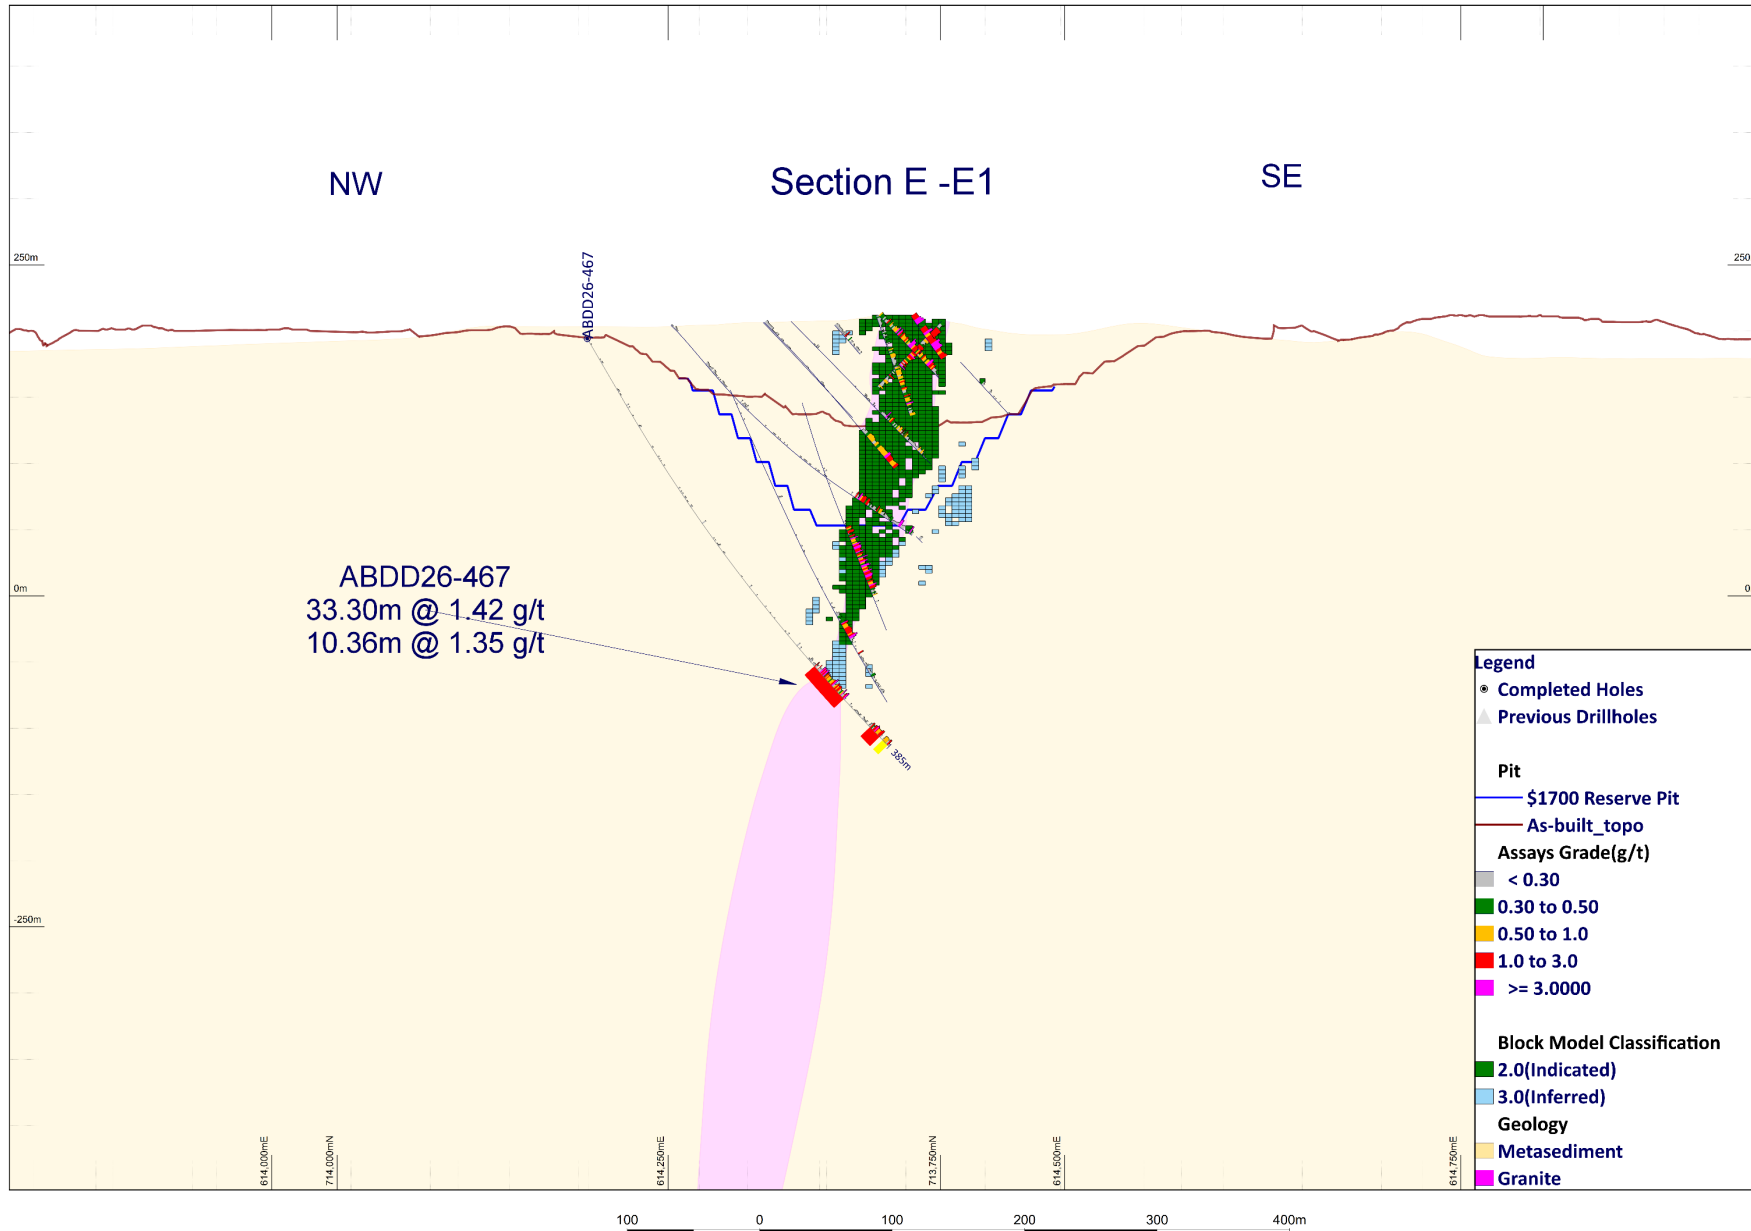 NW
Section E -E1
SE
250m
250
ABDD26-467
ABDD26-467
33.30m @ 1.42 g/t
10.36m @ 1.35 g/t
0m
0
385m
-250m
Legend
Completed Holes
Previous Drillholes
Pit
$1700 Reserve Pit
As-built_topo
Assays Grade(g/t)
< 0.30
0.30 to 0.50
0.50 to 1.0
1.0 to 3.0
>= 3.0000
Block Model Classification
2.0(Indicated)
3.0(Inferred)
Geology
Metasediment
Granite
614,000mE
714,000mN
614,250mE
713,750mN
614,500mE
614,750mE
100 0 100 200 300 400m